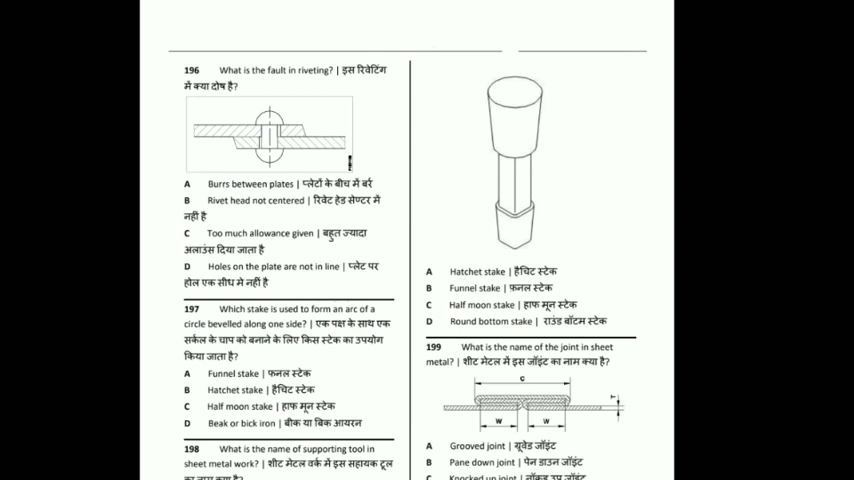 196 What is the fault in riveting? | इस रिवेटिंग
में क्या दोष है?
A Burrs between plates | प्लेटों के बीच में बर्र
B Rivet head not centered | रिवेट हेड सेण्टर में
नहीं है
C Too much allowance given | बहुत ज्यादा
अलाउंस दिया जाता है
D Holes on the plate are not in line | प्लेट पर
होल एक सीध मे नहीं है
197 Which stake is used to form an arc of a
circle bevelled along one side? | एक पक्ष के साथ एक
सर्कल के चाप को बनाने के लिए किस स्टेक का उपयोग
किया जाता है?
A Funnel stake | फनल स्टेक
B Hatchet stake | हैचिट स्टेक
C Half moon stake | हाफ मून स्टेक
D Beak or bick iron | बीक या बिक आयरन
198 What is the name of supporting tool in
sheet metal work? | शीट मेटल वर्क में इस सहायक टूल
का नाम क्या है?
A Hatchet stake | हैचिट स्टेक
B Funnel stake | फ़नल स्टेक
C Half moon stake | हाफ मून स्टेक
D Round bottom stake | राउंड बॉटम स्टेक
199 What is the name of the joint in sheet
metal? | शीट मेटल में इस जॉइंट का नाम क्या है?
C
T
W W
A Grooved joint | ग्रूवेड जॉइंट
B Pane down joint | पेन डाउन जॉइंट
C Knocked up joint | नॉक्ड उप जॉइंट